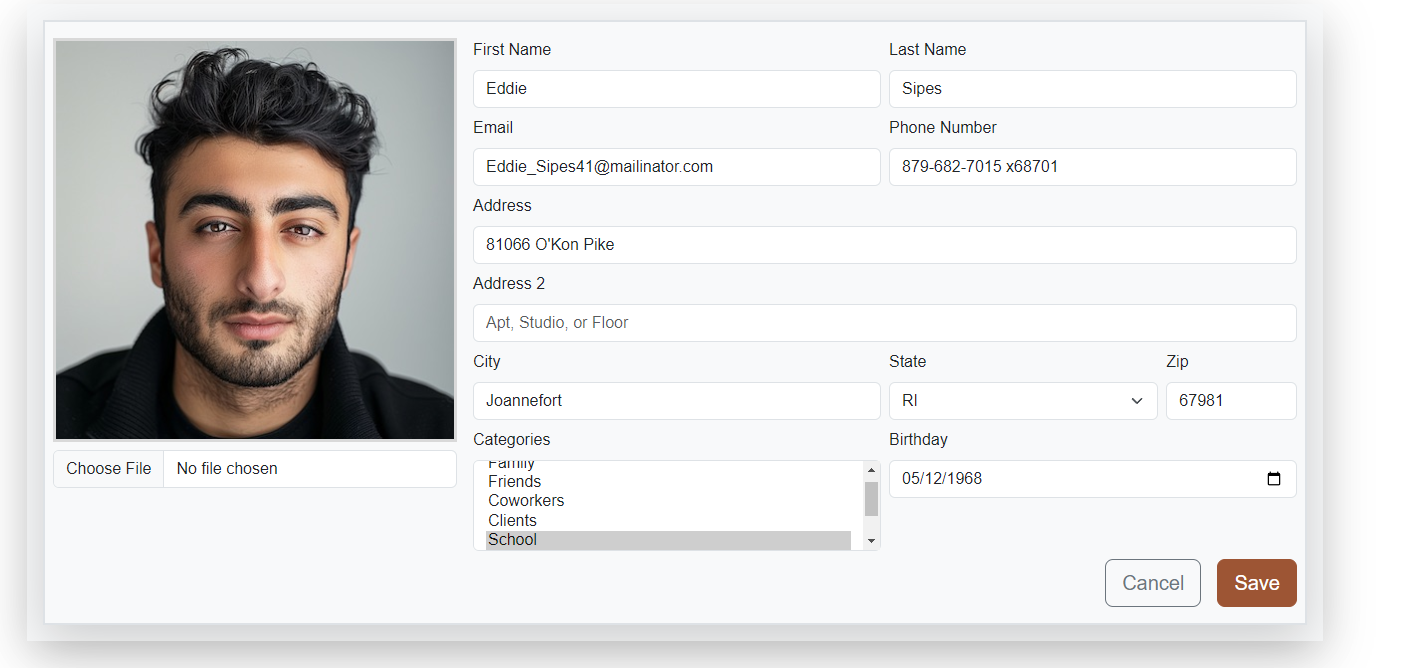 First Name
Last Name
Eddie
Sipes
Email
Phone Number
Eddie_Sipes41@mailinator.com
879-682-7015 x68701
Address
81066 O'Kon Pike
Address 2
Apt, Studio, or Floor
City
State
Zip
Joannefort
RI
67981
Categories
Birthday
Family
Friends
Coworkers
Clients
School
05/12/1968
Choose File
No file chosen
Cancel
Save